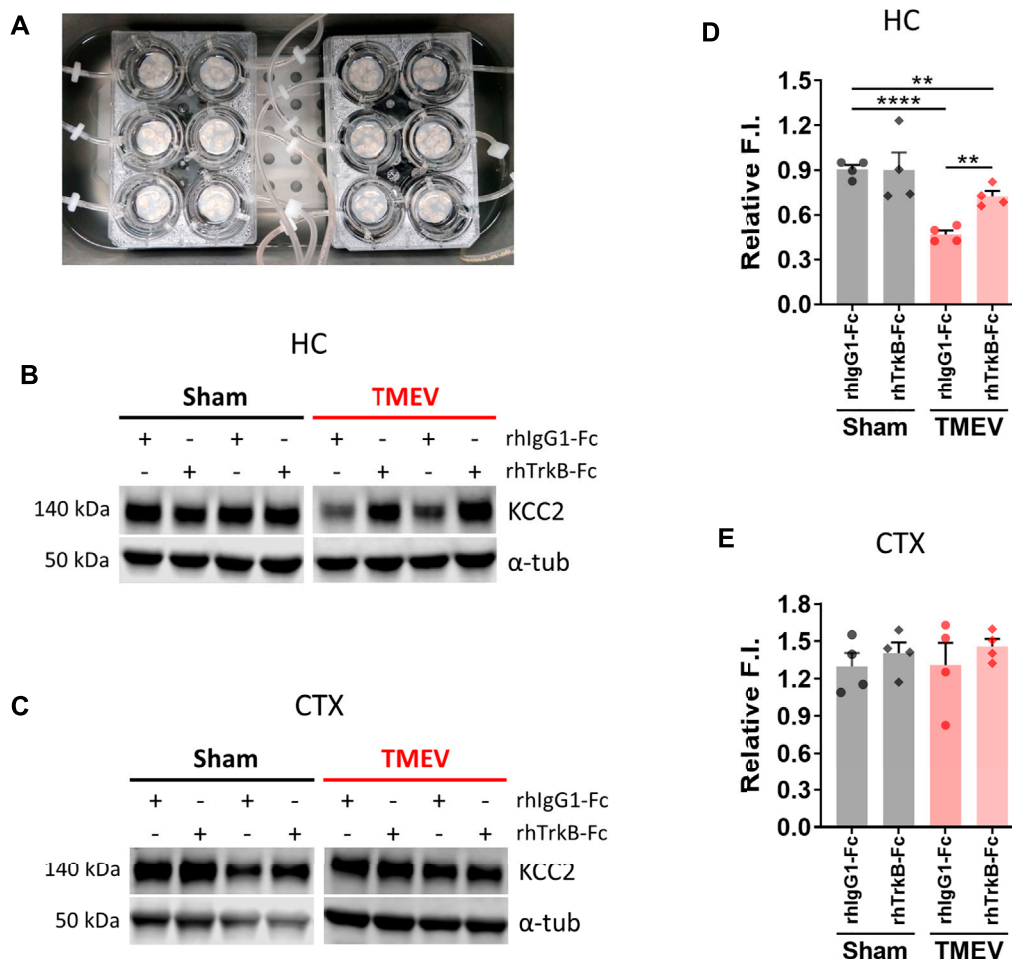 A
B
HC
Sham TMEV
+ - + - + - + - rhIgG1-Fc
- + - + - + - + rhTrkB-Fc
140 kDa KCC2
50 kDa α-tub
C
CTX
Sham TMEV
+ - + - + - + - rhIgG1-Fc
- + - + - + - + rhTrkB-Fc
140 kDa KCC2
50 kDa α-tub
D
HC
Relative F.I.
1.5
1.2
0.9
0.6
0.3
0.0
**
****
**
rhIgG1-Fc
rhTrkB-Fc
rhIgG1-Fc
rhTrkB-Fc
Sham TMEV
E
CTX
Relative F.I.
1.8
1.5
1.2
0.9
0.6
0.3
0.0
rhIgG1-Fc
rhTrkB-Fc
rhIgG1-Fc
rhTrkB-Fc
Sham TMEV